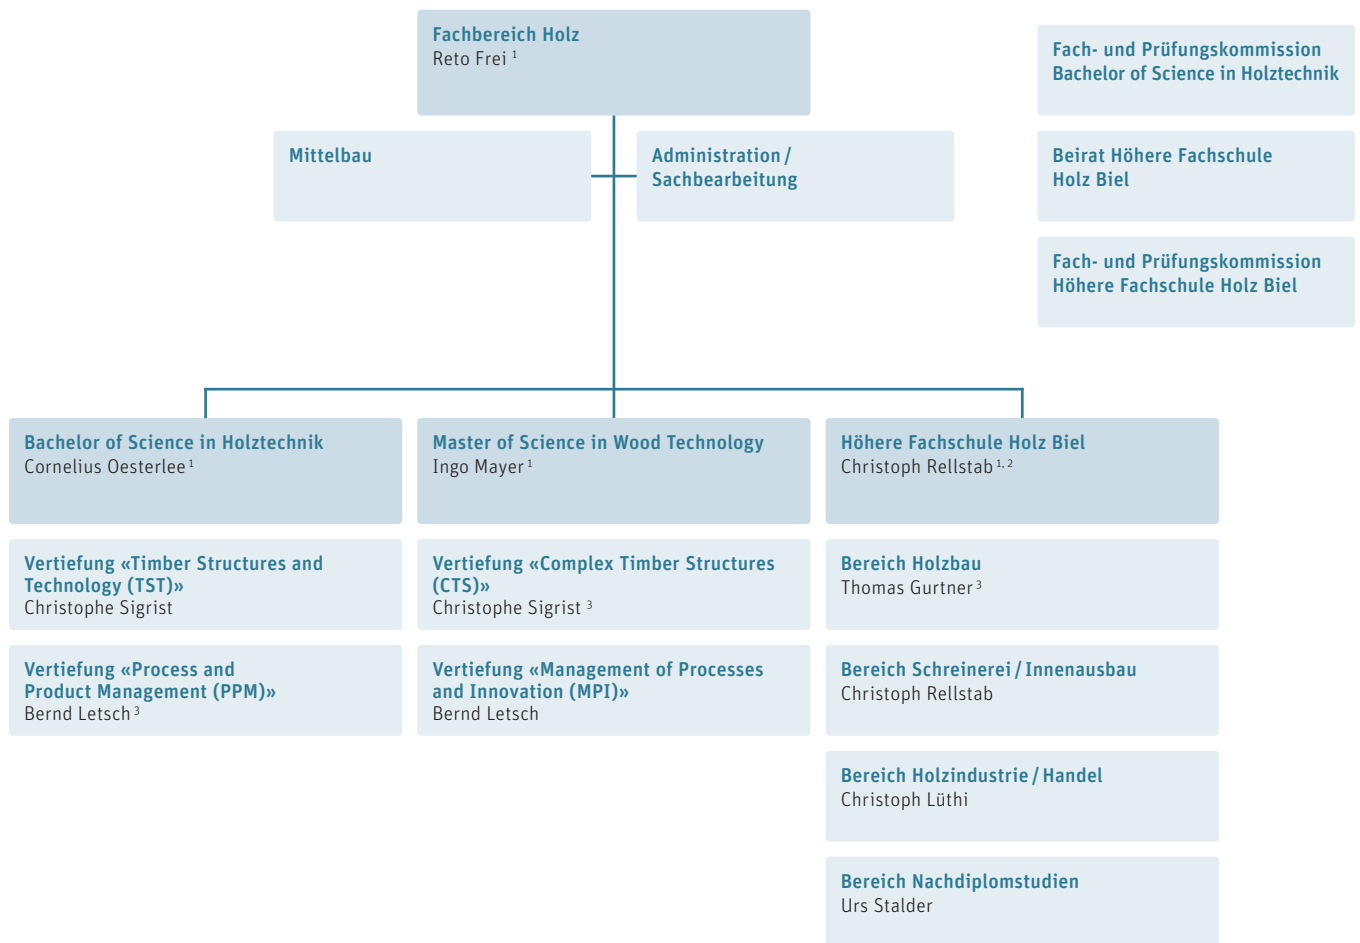 Fachbereich Holz
Reto Frei 1
Fach- und Prüfungskommission
Bachelor of Science in Holztechnik
Mittelbau
Administration /
Sachbearbeitung
Beirat Höhere Fachschule
Holz Biel
Fach- und Prüfungskommission
Höhere Fachschule Holz Biel
Bachelor of Science in Holztechnik
Cornelius Oesterlee 1
Master of Science in Wood Technology
Ingo Mayer 1
Höhere Fachschule Holz Biel
Christoph Rellstab 1, 2
Vertiefung «Timber Structures and
Technology (TST)»
Christophe Sigrist
Vertiefung «Complex Timber Structures
(CTS)»
Christophe Sigrist 3
Bereich Holzbau
Thomas Gurtner 3
Vertiefung «Process and
Product Management (PPM)»
Bernd Letsch 3
Vertiefung «Management of Processes
and Innovation (MPI)»
Bernd Letsch
Bereich Schreinerei / Innenausbau
Christoph Rellstab
Bereich Holzindustrie / Handel
Christoph Lüthi
Bereich Nachdiplomstudien
Urs Stalder